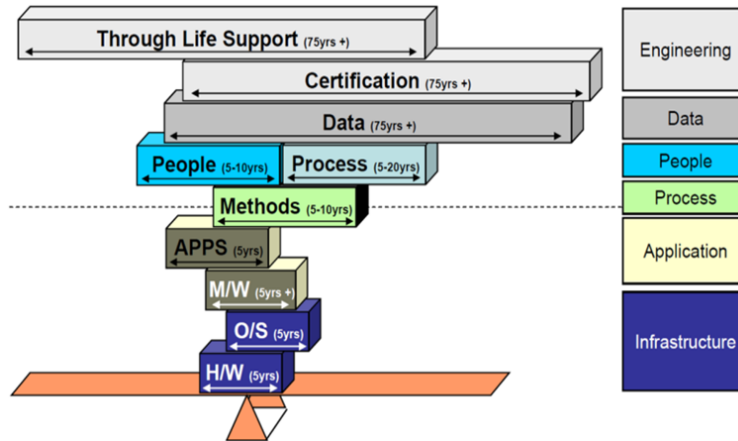 Through Life Support (75yrs +)
Certification (75yrs +)
Data (75yrs +)
People (5-10yrs)
Process (5-20yrs)
Methods (5-10yrs)
APPS (5yrs)
M/W (5yrs +)
O/S (5yrs)
H/W (5yrs)
Engineering
Data
People
Process
Application
Infrastructure